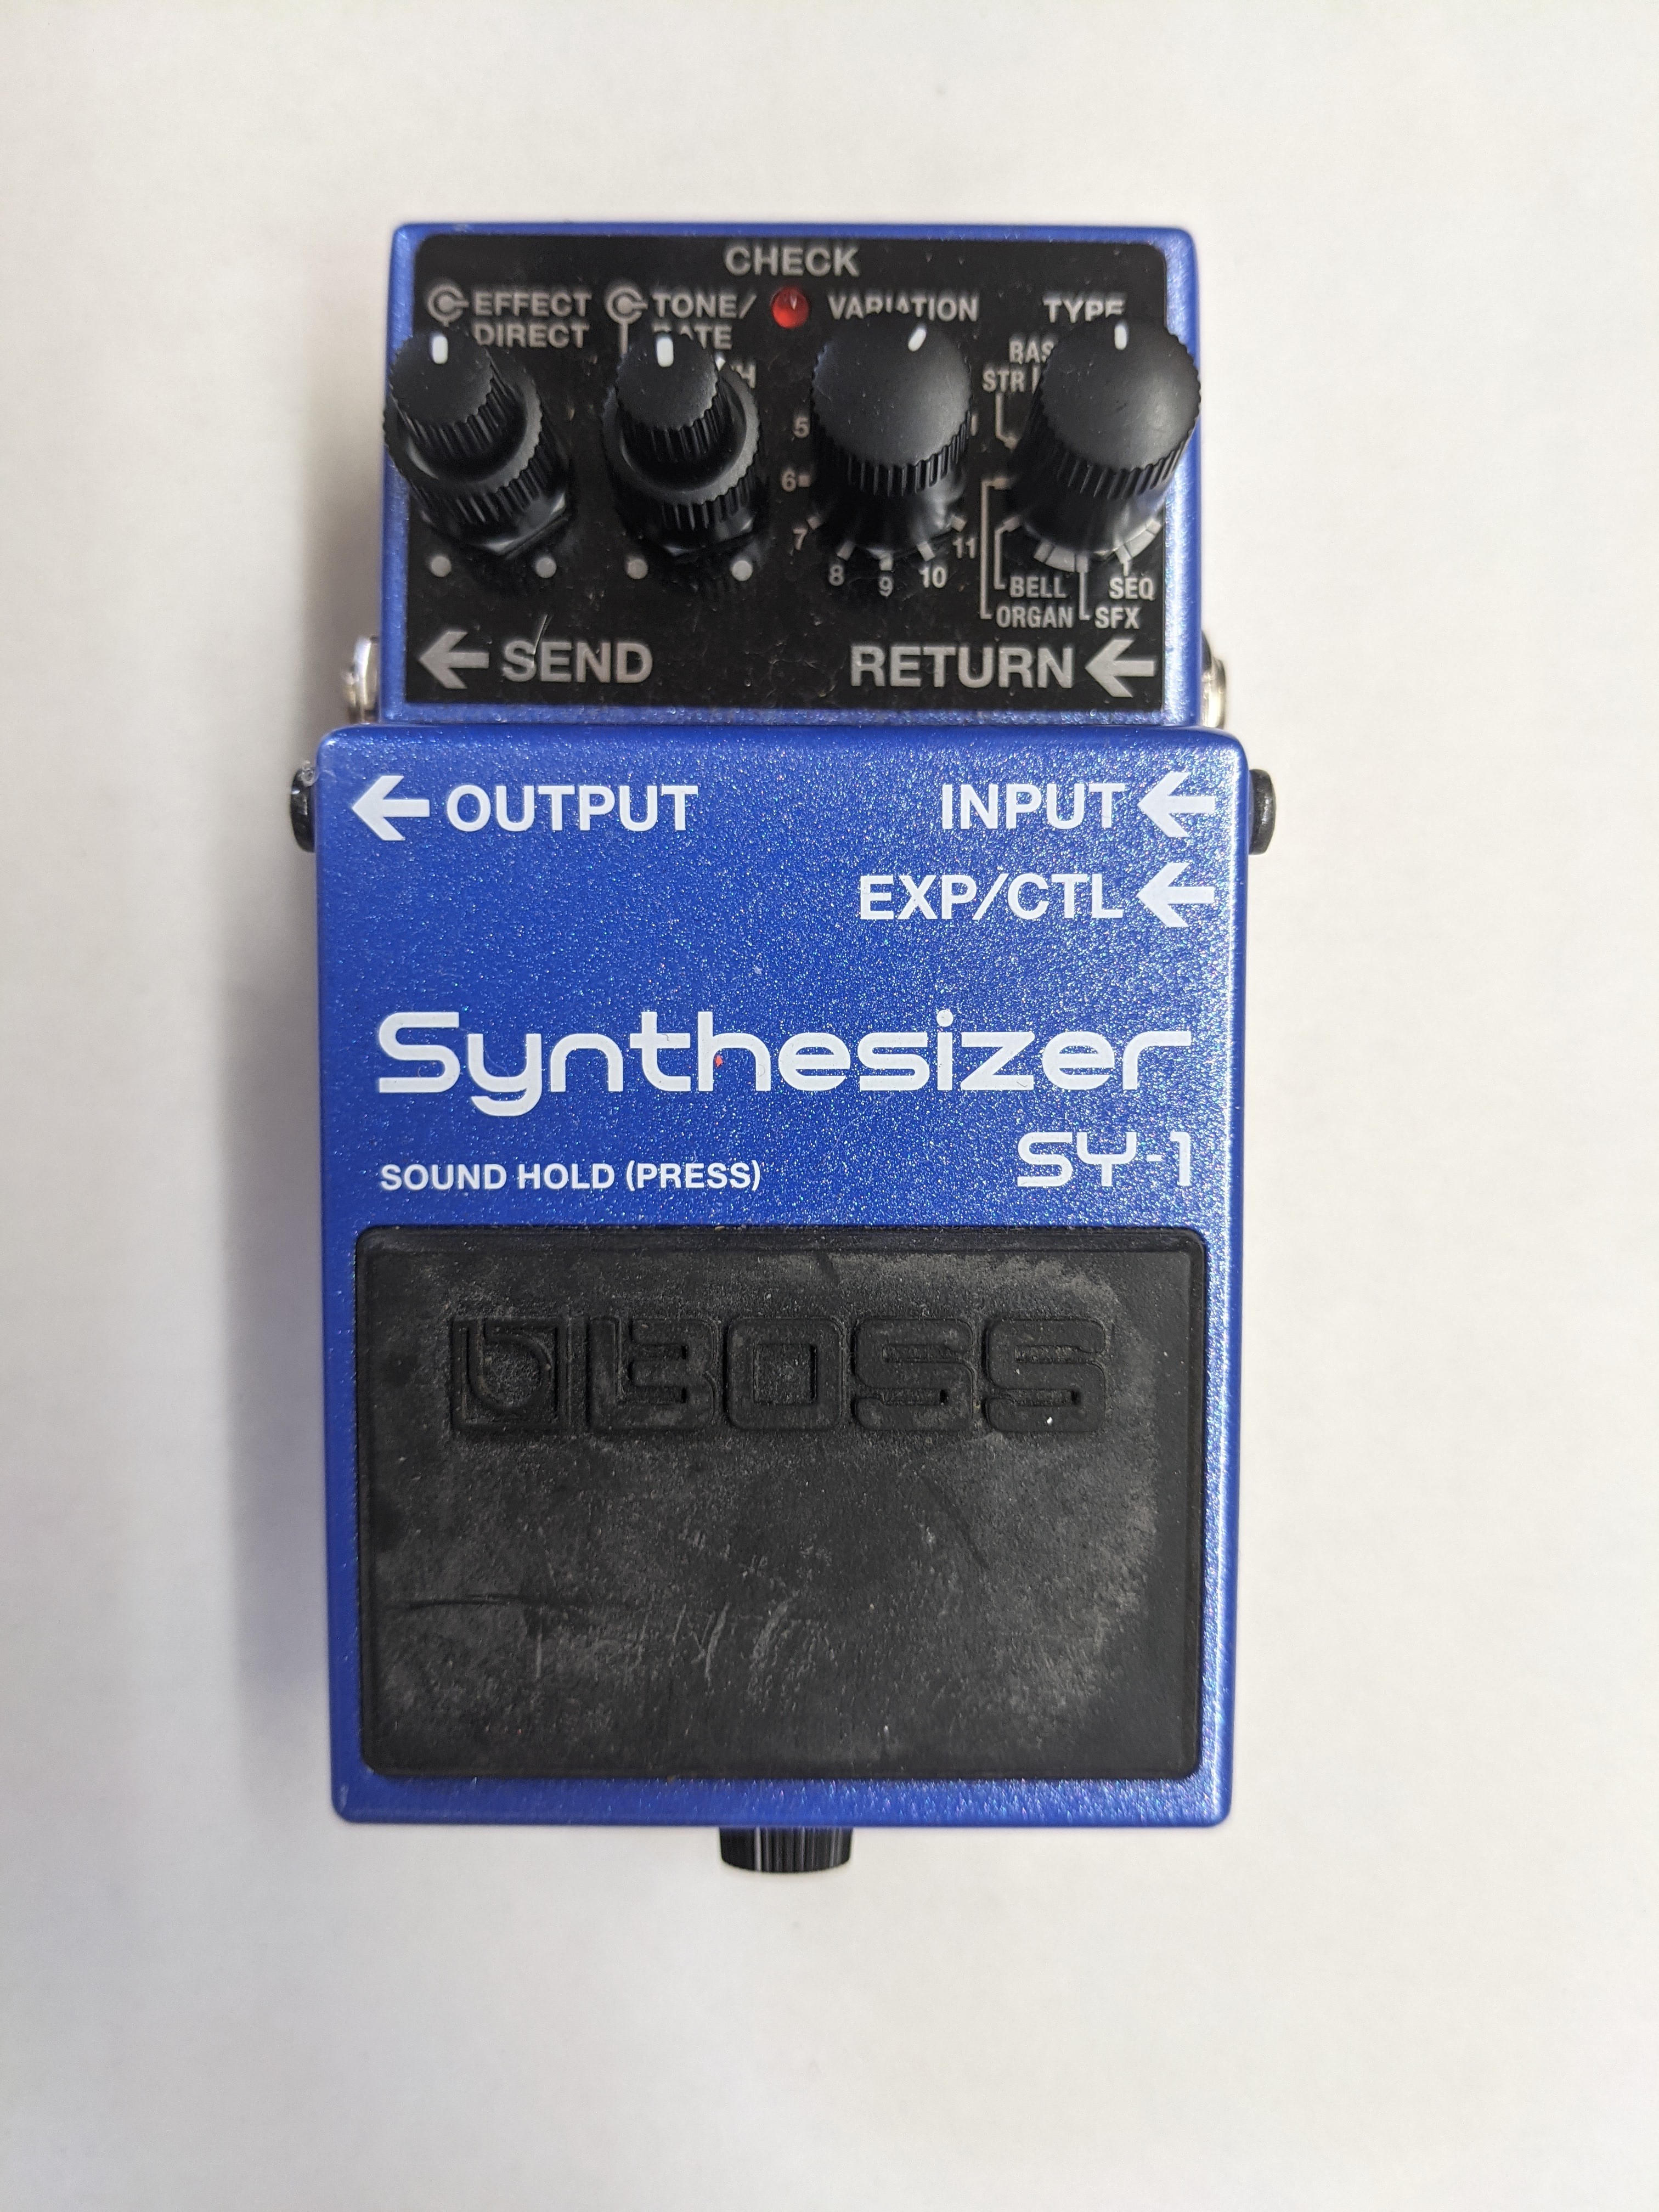 CHECK
EFFECT
DIRECT
TONE/
VARIATION
TYPE
STR
5
6
7
8
9
10
11
BELL
ORGAN
SEQ
SFX
SEND
RETURN
OUTPUT
INPUT
EXP/CTL
Synthesizer
SY-1
SOUND HOLD (PRESS)
BOSS